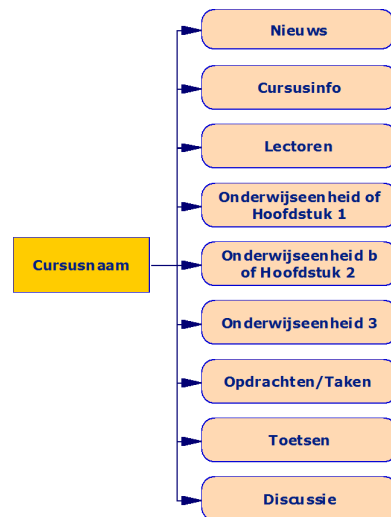 Nieuws
Cursusinfo
Lectoren
Onderwijseenheid of
Hoofdstuk 1
Cursusnaam
Onderwijseenheid b
of Hoofdstuk 2
Onderwijseenheid 3
Opdrachten/Taken
Toetsen
Discussie